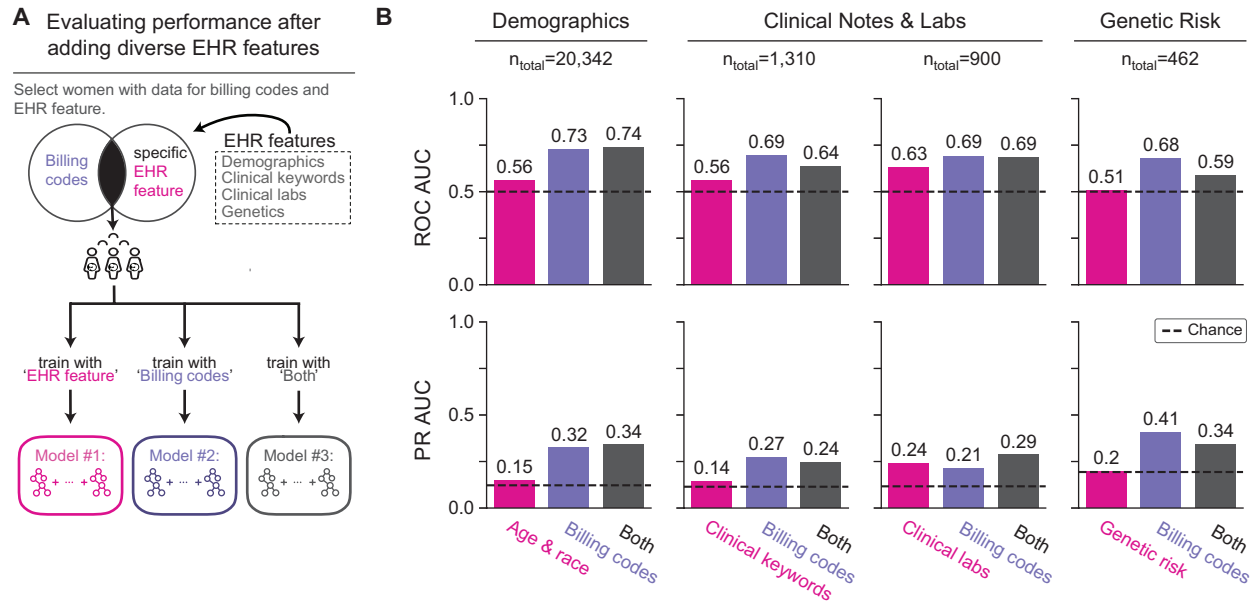 A
Evaluating performance after
adding diverse EHR features
Select women with data for billing codes and
EHR feature.
Billing
codes
specific
EHR
feature
EHR features
Demographics
Clinical keywords
Clinical labs
Genetics
train with
'EHR feature'
train with
'Billing codes'
train with
'Both'
Model #1:
+ ... +
Model #2:
+ ... +
Model #3:
+ ... +
B
Demographics
Clinical Notes & Labs
Genetic Risk
n_total=20,342
n_total=1,310
n_total=900
n_total=462
ROC AUC
1.0
0.5
0.0
0.56
0.73
0.74
0.56
0.69
0.64
0.63
0.69
0.69
0.51
0.68
0.59
PR AUC
1.0
0.5
0.0
0.15
0.32
0.34
0.14
0.27
0.24
0.24
0.21
0.29
0.2
0.41
0.34
Chance
Age & race
Billing codes
Both
Clinical keywords
Billing codes
Both
Clinical labs
Billing codes
Both
Genetic risk
Billing codes
Both